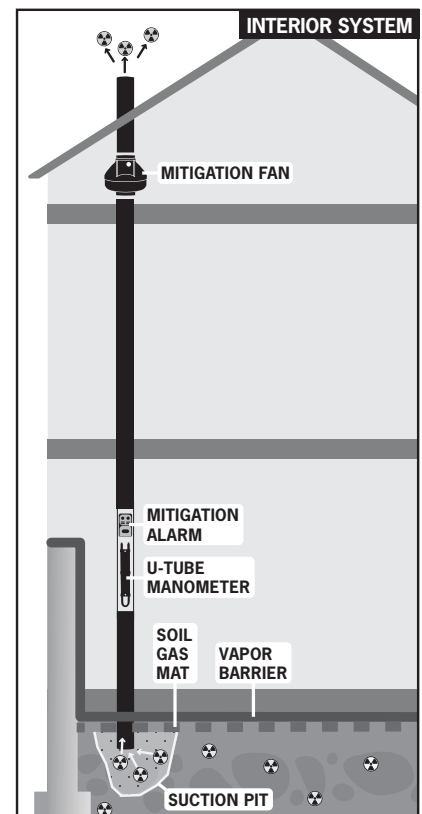 INTERIOR SYSTEM
MITIGATION FAN
MITIGATION
ALARM
U-TUBE
MANOMETER
SOIL
GAS
MAT
VAPOR
BARRIER
SUCTION PIT